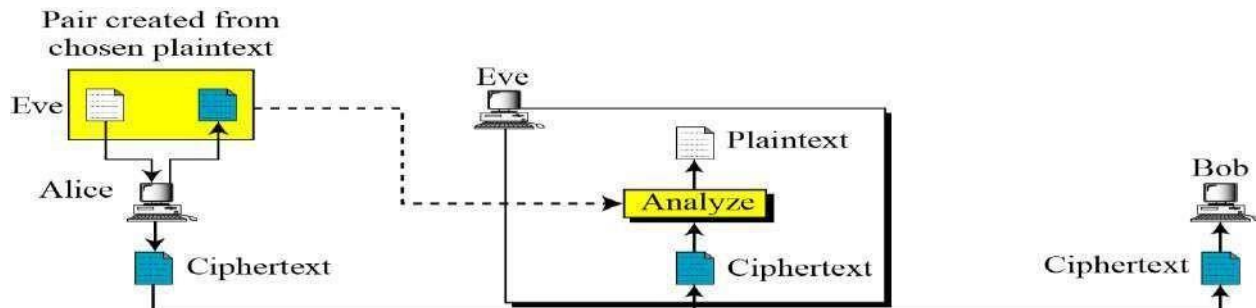 Pair created from
chosen plaintext
Eve
Eve
Plaintext
Alice
Bob
Analyze
Ciphertext
Ciphertext
Ciphertext